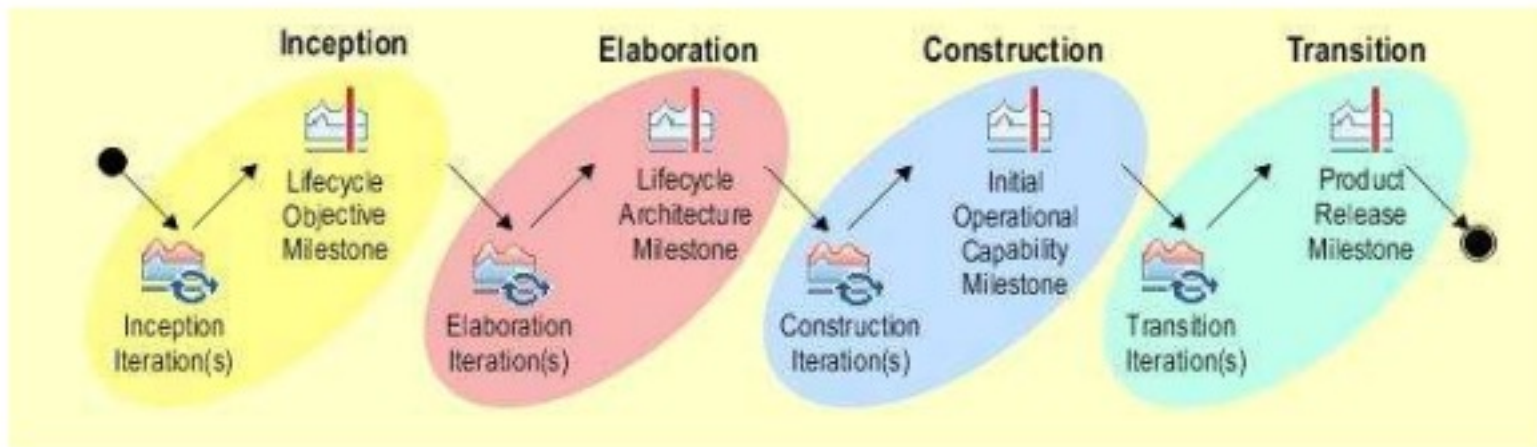 Inception
Elaboration
Construction
Transition
Lifecycle
Objective
Milestone
Inception
Iteration(s)
Lifecycle
Architecture
Milestone
Elaboration
Iteration(s)
Initial
Operational
Capability
Milestone
Construction
Iteration(s)
Product
Release
Milestone
Transition
Iteration(s)